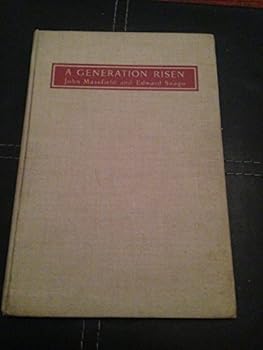 A GENERATION RISEN
John Masefield and Edward Seago